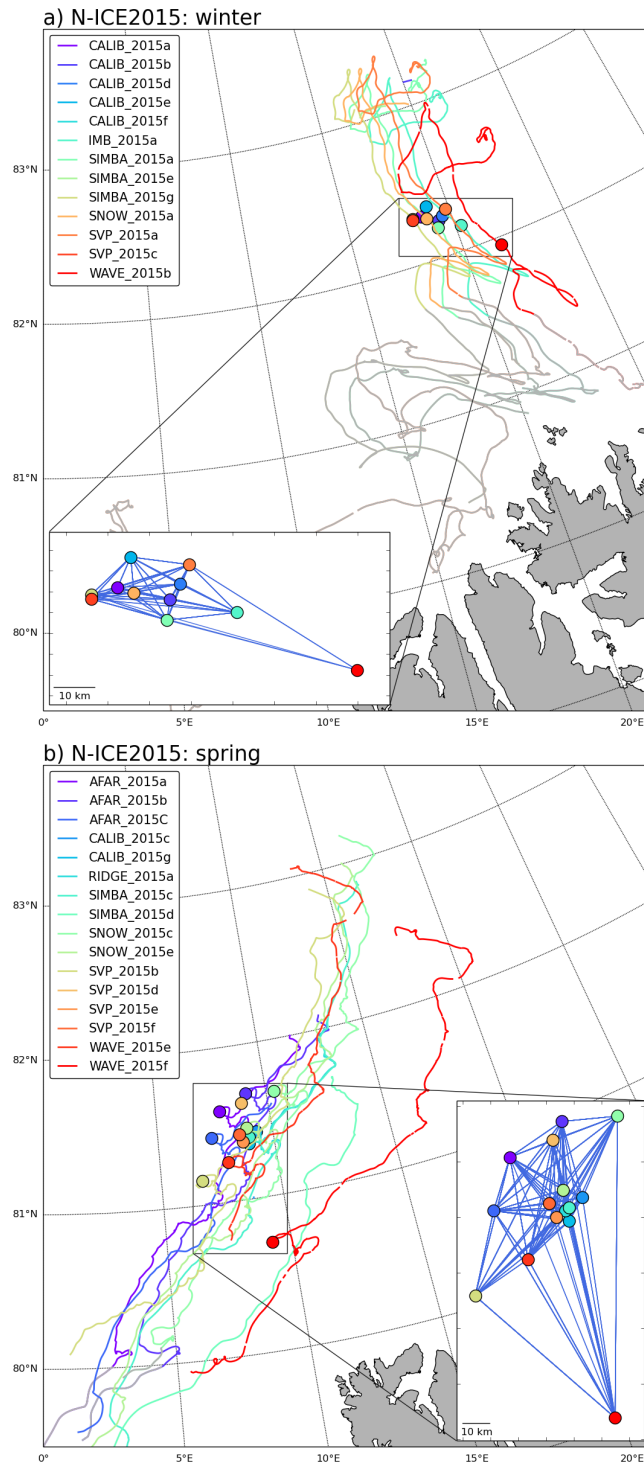 a) N-ICE2015: winter
CALIB_2015a
CALIB_2015b
CALIB_2015d
CALIB_2015e
CALIB_2015f
IMB_2015a
SIMBA_2015a
SIMBA_2015e
SIMBA_2015g
SNOW_2015a
SVP_2015a
SVP_2015c
WAVE_2015b
83°N
82°N
81°N
80°N
10 km
0° 5°E 10°E 15°E 20°E
b) N-ICE2015: spring
AFAR_2015a
AFAR_2015b
AFAR_2015C
CALIB_2015c
CALIB_2015g
RIDGE_2015a
SIMBA_2015c
SIMBA_2015d
SNOW_2015c
SNOW_2015e
SVP_2015b
SVP_2015d
SVP_2015e
SVP_2015f
WAVE_2015e
WAVE_2015f
83°N
82°N
81°N
80°N
10 km
0° 5°E 10°E 15°E 20°E